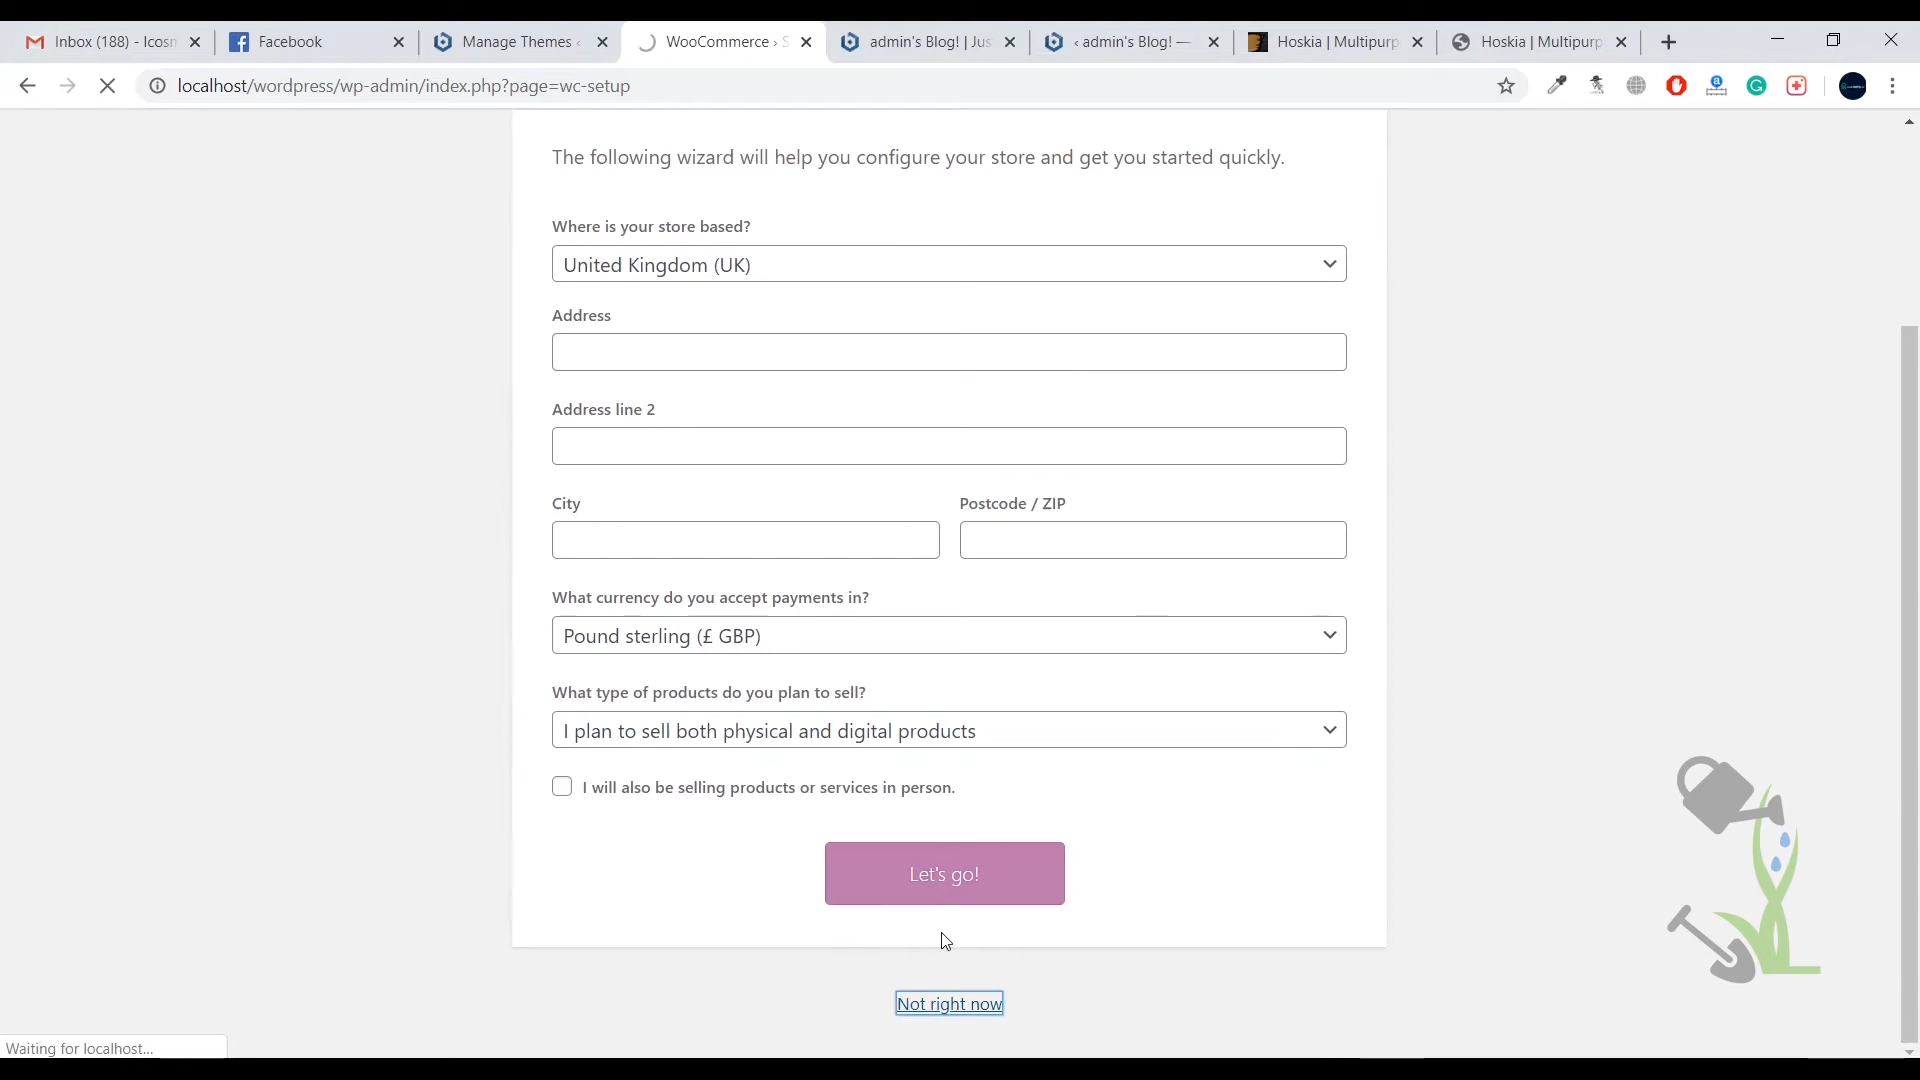 Inbox (188) - Icosn
Facebook
Manage Themes ‹
WooCommerce › S
admin's Blog! | Jus
‹ admin's Blog! —
Hoskia | Multipurp
Hoskia | Multipurp
localhost/wordpress/wp-admin/index.php?page=wc-setup
The following wizard will help you configure your store and get you started quickly.
Where is your store based?
United Kingdom (UK)
Address
Address line 2
City
Postcode / ZIP
What currency do you accept payments in?
Pound sterling (£ GBP)
What type of products do you plan to sell?
I plan to sell both physical and digital products
I will also be selling products or services in person.
Let's go!
Not right now
Waiting for localhost...